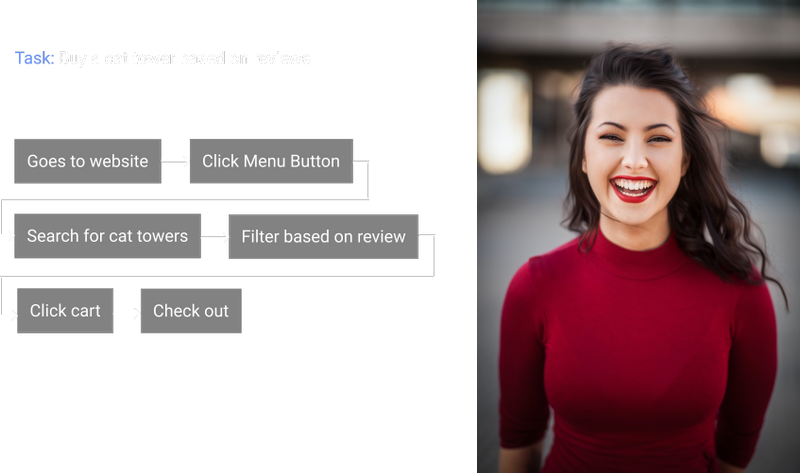 Task: Buy a cat tower based on reviews
Goes to website
Click Menu Button
Search for cat towers
Filter based on review
Click cart
Check out